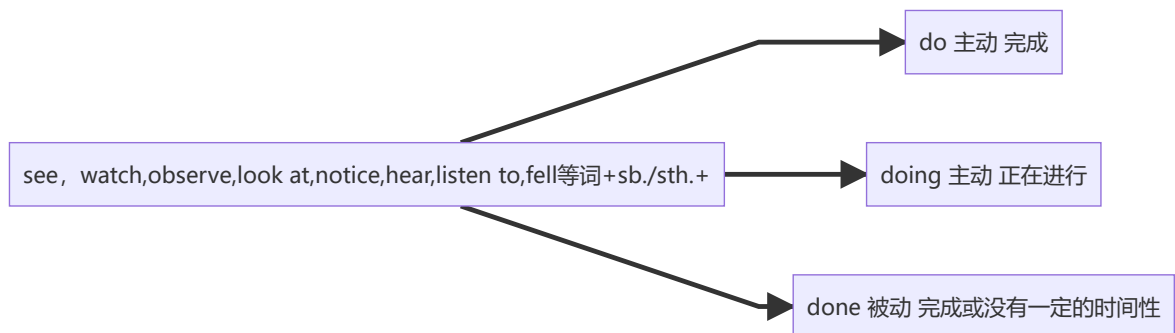 do 主动 完成
see，watch,observe,look at,notice,hear,listen to,fell等词+sb./sth.+
doing 主动 正在进行
done 被动 完成或没有一定的时间性